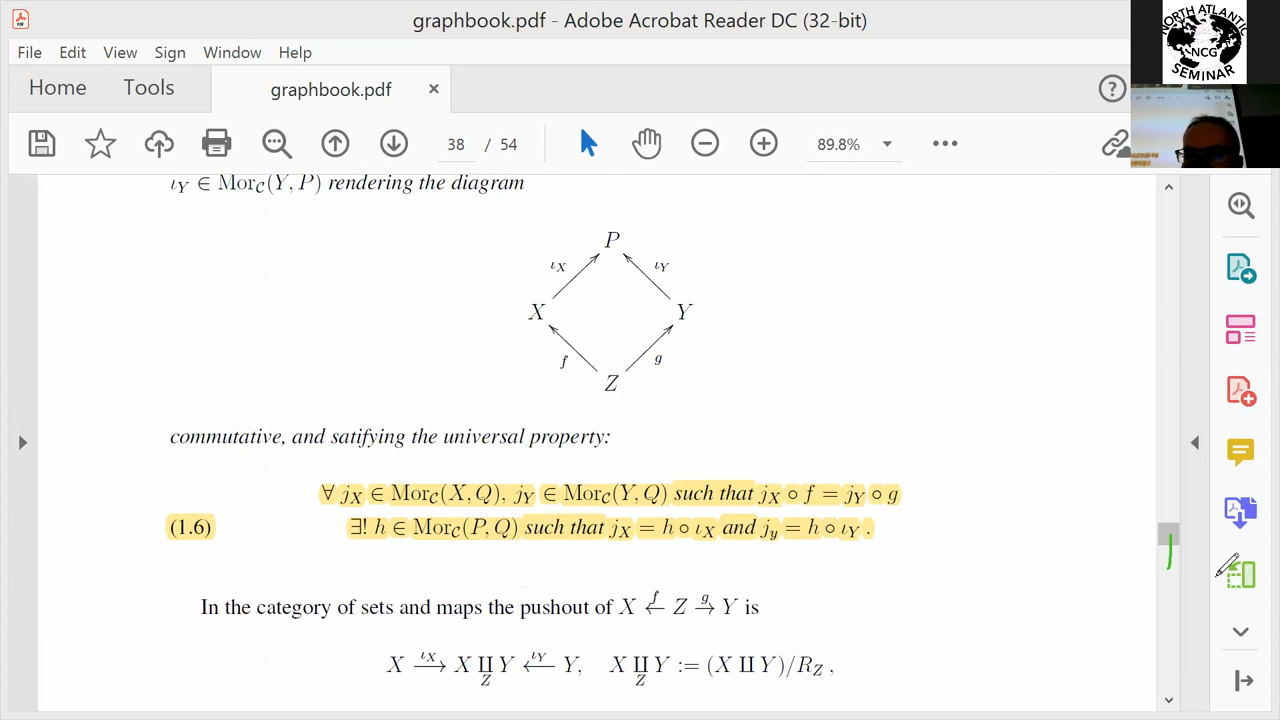 graphbook.pdf - Adobe Acrobat Reader DC (32-bit)
NORTH ATLANTIC
NCG
SEMINAR
File Edit View Sign Window Help
Home Tools graphbook.pdf ×
38 / 54 89.8%
ι_Y ∈ Mor_C(Y, P) rendering the diagram
P
ι_X ι_Y
X Y
f g
Z
commutative, and satifying the universal property:
∀ j_X ∈ Mor_C(X, Q), j_Y ∈ Mor_C(Y, Q) such that j_X ∘ f = j_Y ∘ g
(1.6) ∃! h ∈ Mor_C(P, Q) such that j_X = h ∘ ι_X and j_y = h ∘ ι_Y .
In the category of sets and maps the pushout of X ←f Z →g Y is
X →ι_X X ∐_Z Y ←ι_Y Y, X ∐_Z Y := (X ∐ Y)/R_Z ,